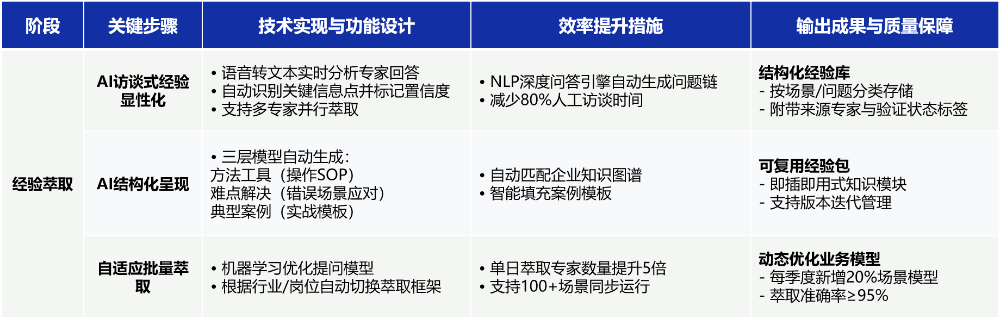 阶段
关键步骤
技术实现与功能设计
效率提升措施
输出成果与质量保障
经验萃取
AI访谈式经验
显性化
• 语音转文本实时分析专家回答
• 自动识别关键信息点并标记置信度
• 支持多专家并行萃取
• NLP深度问答引擎自动生成问题链
• 减少80%人工访谈时间
结构化经验库
- 按场景/问题分类存储
- 附带来源专家与验证状态标签
AI结构化呈现
• 三层模型自动生成：
方法工具（操作SOP）
难点解决（错误场景应对）
典型案例（实战模板）
• 自动匹配企业知识图谱
• 智能填充案例模板
可复用经验包
- 即插即用式知识模块
- 支持版本迭代管理
自适应批量萃
取
• 机器学习优化提问模型
• 根据行业/岗位自动切换萃取框架
• 单日萃取专家数量提升5倍
• 支持100+场景同步运行
动态优化业务模型
- 每季度新增20%场景模型
- 萃取准确率≥95%